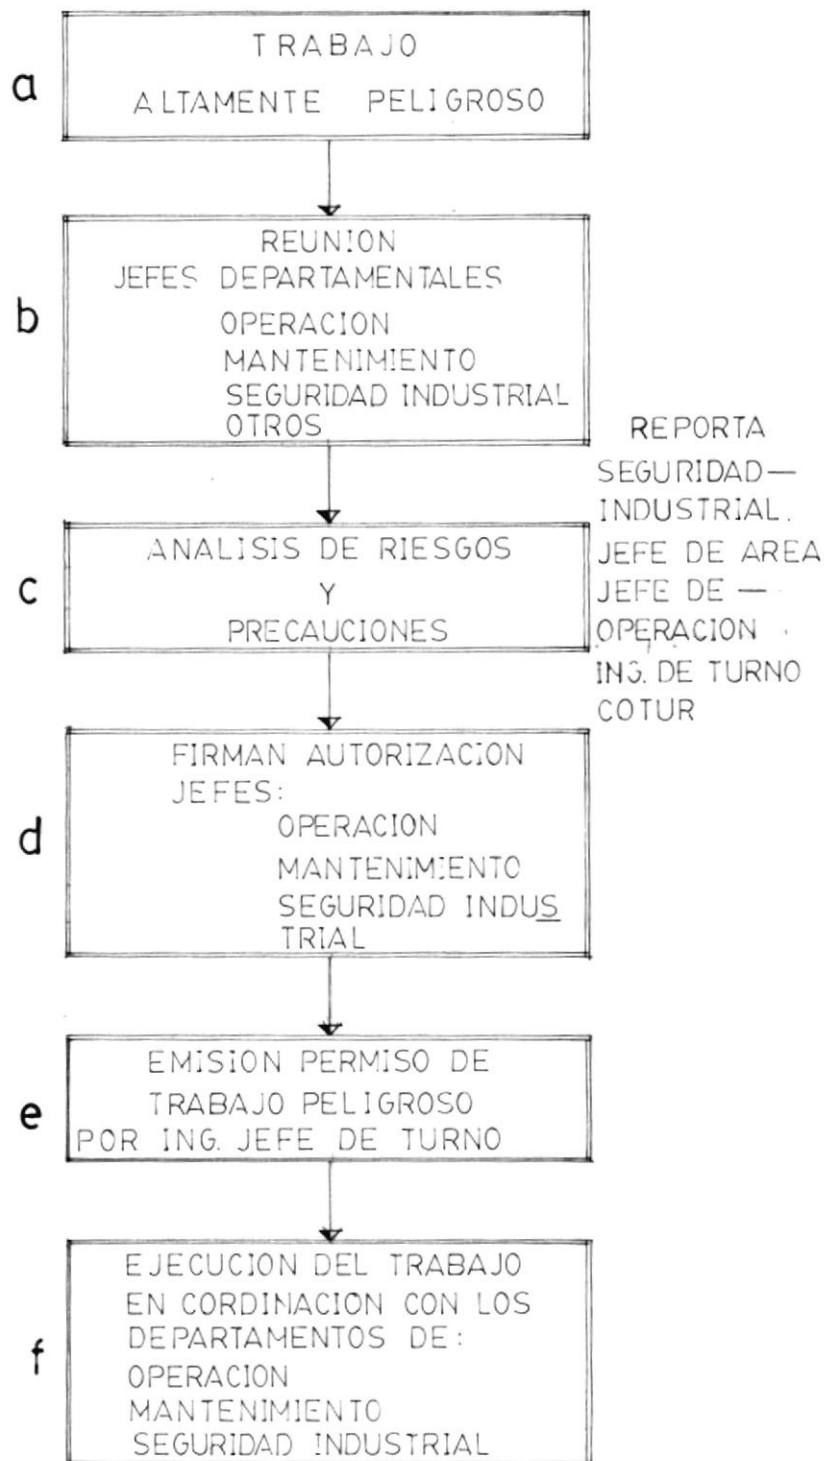 a
TRABAJO
ALTAMENTE PELIGROSO
b
REUNION
JEFES DEPARTAMENTALES
OPERACION
MANTENIMIENTO
SEGURIDAD INDUSTRIAL
OTROS
REPORTA
SEGURIDAD—
INDUSTRIAL.
JEFE DE AREA
JEFE DE —
OPERACION
ING. DE TURNO
COTUR
c
ANALISIS DE RIESGOS
Y
PRECAUCIONES
d
FIRMAN AUTORIZACION
JEFES:
OPERACION
MANTENIMIENTO
SEGURIDAD INDUS
TRIAL
e
EMISION PERMISO DE
TRABAJO PELIGROSO
POR ING. JEFE DE TURNO
f
EJECUCION DEL TRABAJO
EN CORDINACION CON LOS
DEPARTAMENTOS DE:
OPERACION
MANTENIMIENTO
SEGURIDAD INDUSTRIAL